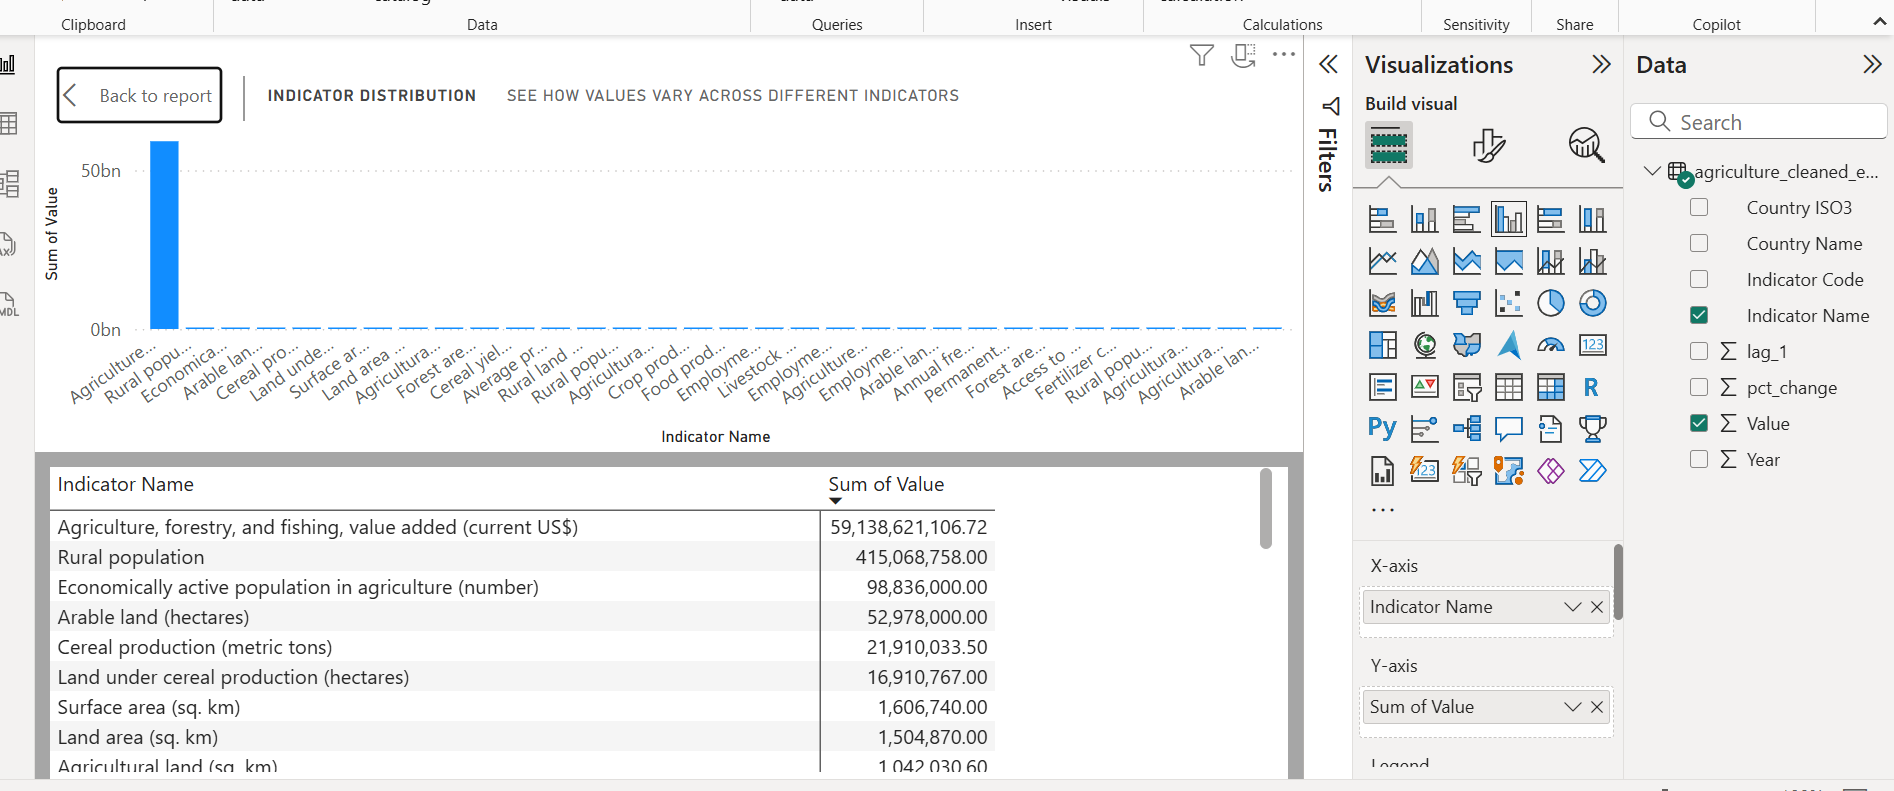 Clipboard
Data
Queries
Insert
Calculations
Sensitivity
Share
Copilot
Back to report
INDICATOR DISTRIBUTION
SEE HOW VALUES VARY ACROSS DIFFERENT INDICATORS
50bn
0bn
Sum of Value
Agriculture...
Rural popu...
Economica...
Arable lan...
Cereal pro...
Land unde...
Surface ar...
Land area ...
Agricultura...
Forest are...
Cereal yiel...
Average pr...
Rural land ...
Rural popu...
Agricultura...
Crop prod...
Food prod...
Employme...
Livestock ...
Employme...
Agriculture...
Employme...
Arable lan...
Annual fre...
Permanent...
Forest are...
Access to ...
Fertilizer c...
Rural popu...
Agricultura...
Agricultura...
Arable lan...
Indicator Name
Indicator Name Sum of Value
Agriculture, forestry, and fishing, value added (current US$) 59,138,621,106.72
Rural population 415,068,758.00
Economically active population in agriculture (number) 98,836,000.00
Arable land (hectares) 52,978,000.00
Cereal production (metric tons) 21,910,033.50
Land under cereal production (hectares) 16,910,767.00
Surface area (sq. km) 1,606,740.00
Land area (sq. km) 1,504,870.00
Agricultural land (sq. km) 1,042,030.60
Filters
Visualizations
Build visual
123
R
Py
123
...
X-axis
Indicator Name
Y-axis
Sum of Value
Legend
Data
Search
agriculture_cleaned_e...
Country ISO3
Country Name
Indicator Code
Indicator Name
lag_1
pct_change
Value
Year